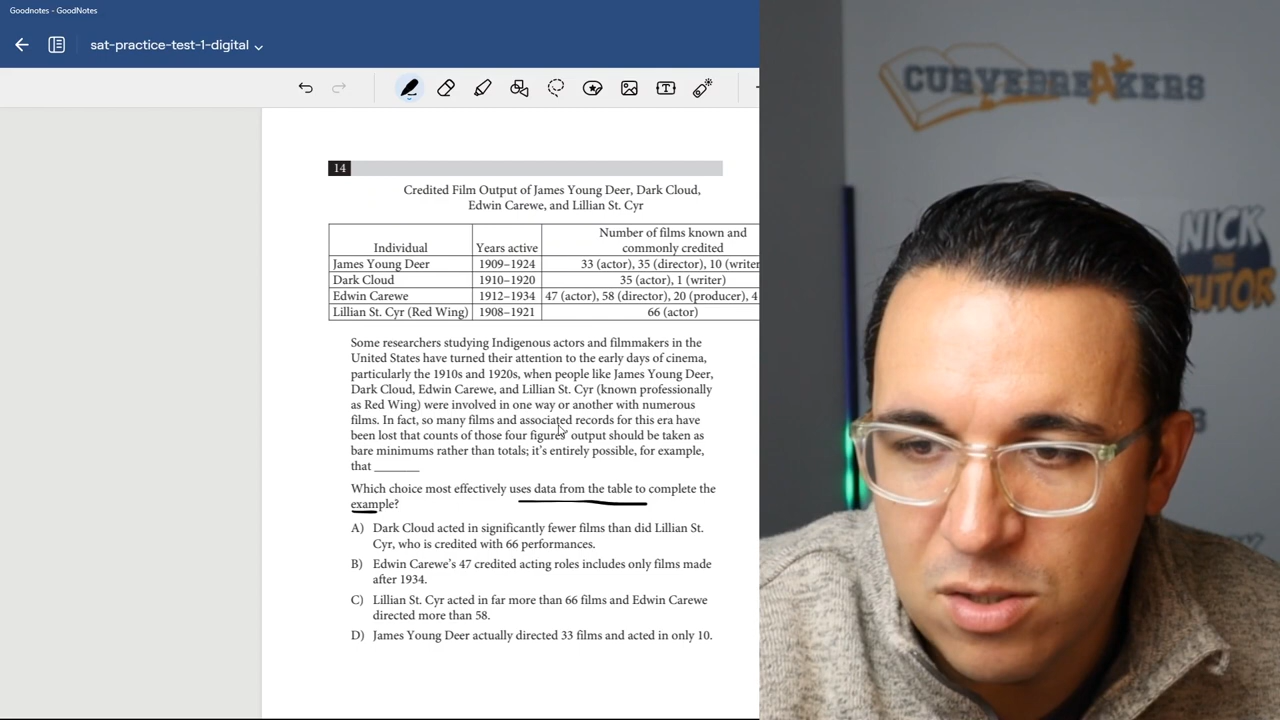 Goodnotes - GoodNotes
sat-practice-test-1-digital
14
Credited Film Output of James Young Deer, Dark Cloud,
Edwin Carewe, and Lillian St. Cyr
Individual
Years active
Number of films known and
commonly credited
James Young Deer 1909–1924 33 (actor), 35 (director), 10 (writer
Dark Cloud 1910–1920 35 (actor), 1 (writer)
Edwin Carewe 1912–1934 47 (actor), 58 (director), 20 (producer), 4
Lillian St. Cyr (Red Wing) 1908–1921 66 (actor)
Some researchers studying Indigenous actors and filmmakers in the
United States have turned their attention to the early days of cinema,
particularly the 1910s and 1920s, when people like James Young Deer,
Dark Cloud, Edwin Carewe, and Lillian St. Cyr (known professionally
as Red Wing) were involved in one way or another with numerous
films. In fact, so many films and associated records for this era have
been lost that counts of those four figures’ output should be taken as
bare minimums rather than totals; it’s entirely possible, for example,
that _______
Which choice most effectively uses data from the table to complete the
example?
A) Dark Cloud acted in significantly fewer films than did Lillian St.
Cyr, who is credited with 66 performances.
B) Edwin Carewe’s 47 credited acting roles includes only films made
after 1934.
C) Lillian St. Cyr acted in far more than 66 films and Edwin Carewe
directed more than 58.
D) James Young Deer actually directed 33 films and acted in only 10.
CURVEBREAKERS
NICK
THE
TUTOR